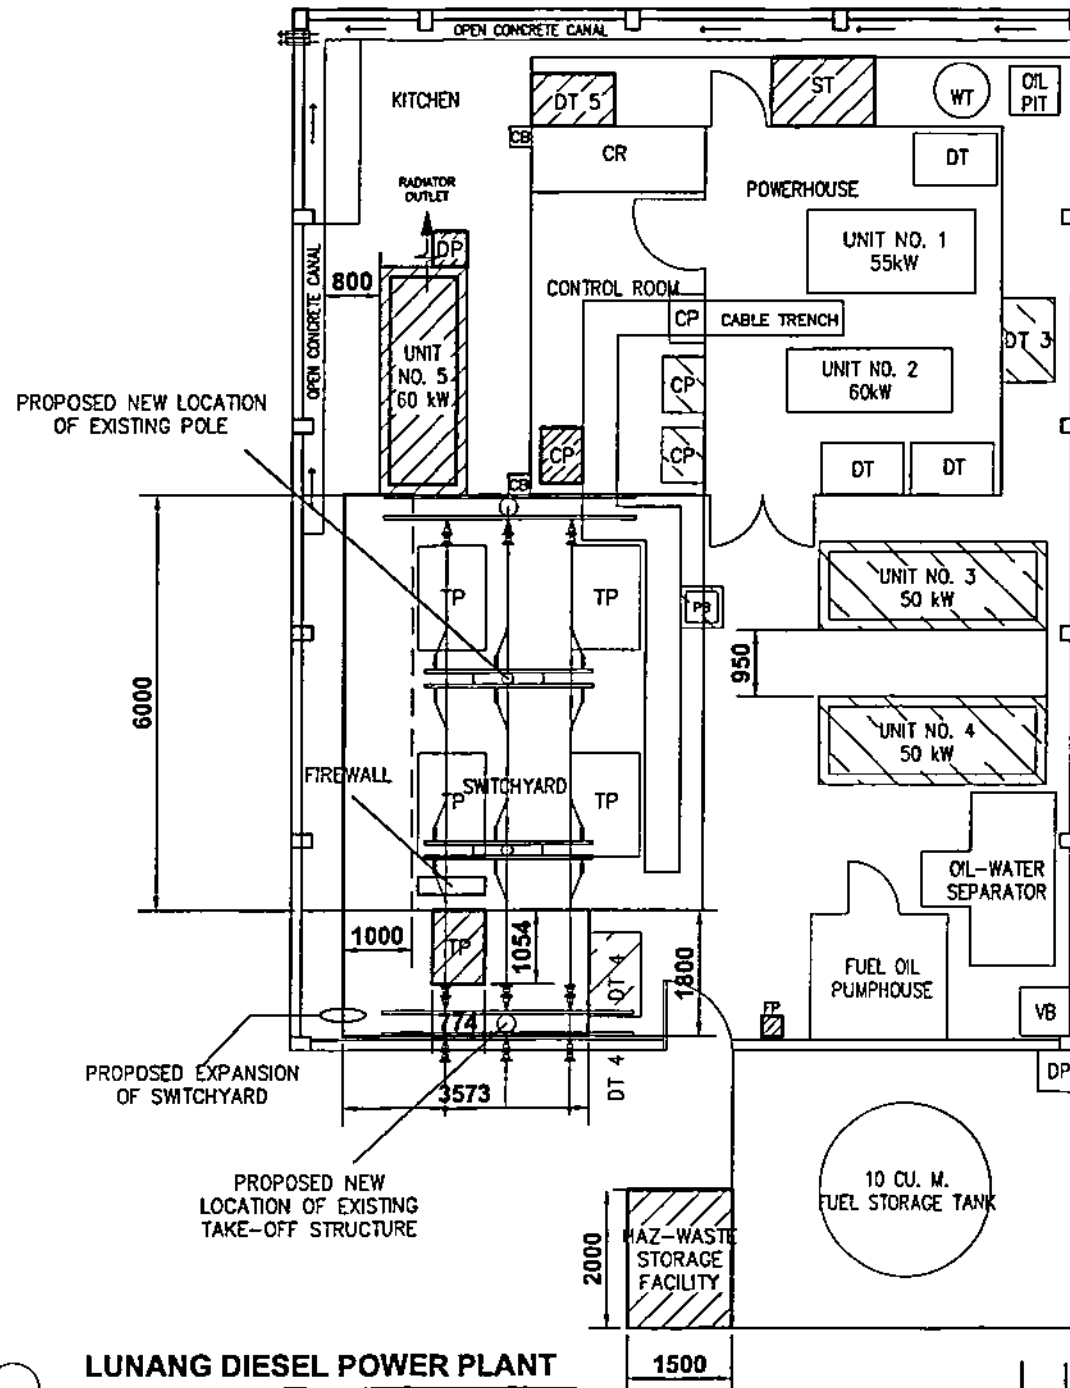 OPEN CONCRETE CANAL
KITCHEN
DT 5
ST
WT
OIL
PIT
CB
CR
DT
RADIATOR
OUTLET
POWERHOUSE
DP
UNIT NO. 1
55kW
OPEN CONCRETE CANAL
800
CONTROL ROOM
CP
CABLE TRENCH
DT 3
UNIT
NO. 5
60 kW
UNIT NO. 2
60kW
CP
PROPOSED NEW LOCATION
OF EXISTING POLE
CP
CP
DT
DT
CB
UNIT NO. 3
50 kW
TP
TP
PB
950
6000
UNIT NO. 4
50 kW
FIREWALL
SWITCHYARD
TP
TP
OIL-WATER
SEPARATOR
1000
TP
1054
DT 4
1800
FUEL OIL
PUMPHOUSE
FP
VB
774
PROPOSED EXPANSION
OF SWITCHYARD
3573
DT 4
DP
PROPOSED NEW
LOCATION OF EXISTING
TAKE-OFF STRUCTURE
10 CU. M.
FUEL STORAGE TANK
2000
HAZ-WASTE
STORAGE
FACILITY
1500
LUNANG DIESEL POWER PLANT